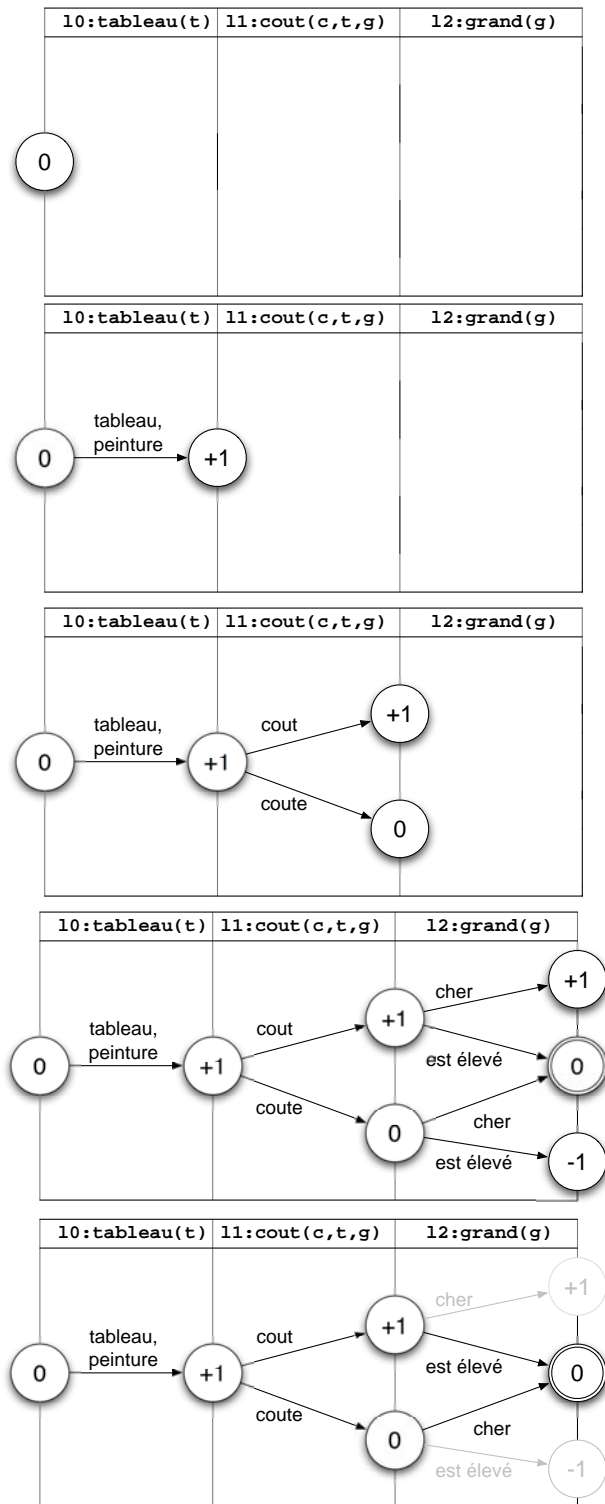 l0:tableau(t) l1:cout(c,t,g) l2:grand(g)
0
l0:tableau(t) l1:cout(c,t,g) l2:grand(g)
tableau,
peinture
0
+1
l0:tableau(t) l1:cout(c,t,g) l2:grand(g)
+1
tableau,
peinture
cout
0
+1
coute
0
l0:tableau(t) l1:cout(c,t,g) l2:grand(g)
+1
cher
+1
tableau,
peinture
cout
est élevé
0
+1
0
coute
cher
0
est élevé
-1
l0:tableau(t) l1:cout(c,t,g) l2:grand(g)
+1
cher
+1
tableau,
peinture
cout
est élevé
0
+1
0
coute
cher
0
est élevé
-1